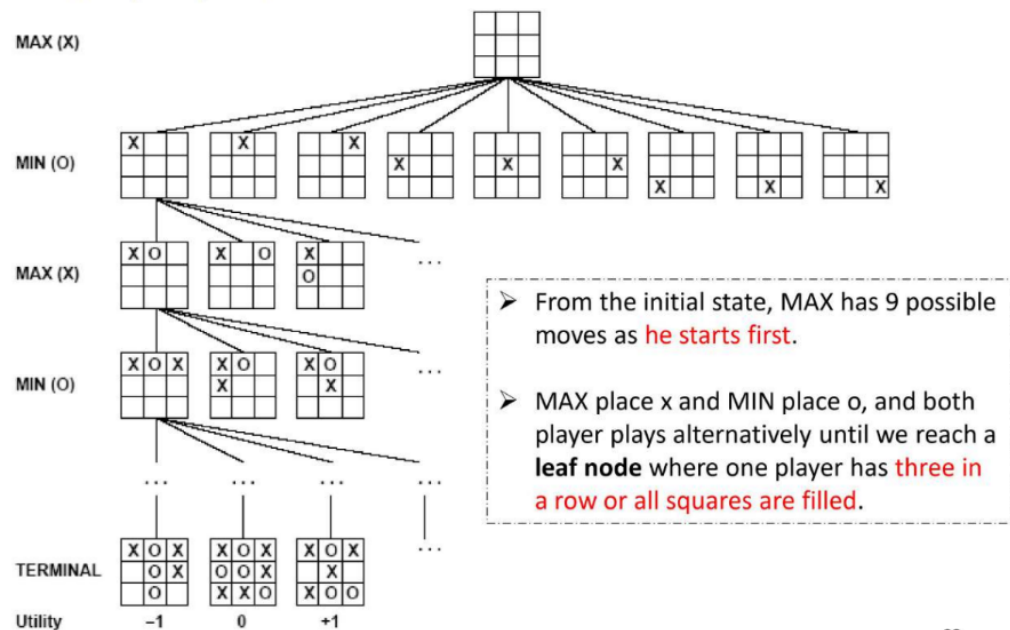 MAX (X)
X X X
MIN (O) X X X
X X X
X O X O X
MAX (X) O ...
X O X X O X O
MIN (O) X X ...
... ... ... ...
X O X X O X X O X ...
TERMINAL O X O O X X
O X X O X O O
Utility –1 0 +1
➢ From the initial state, MAX has 9 possible
moves as he starts first.
➢ MAX place x and MIN place o, and both
player plays alternatively until we reach a
leaf node where one player has three in
a row or all squares are filled.